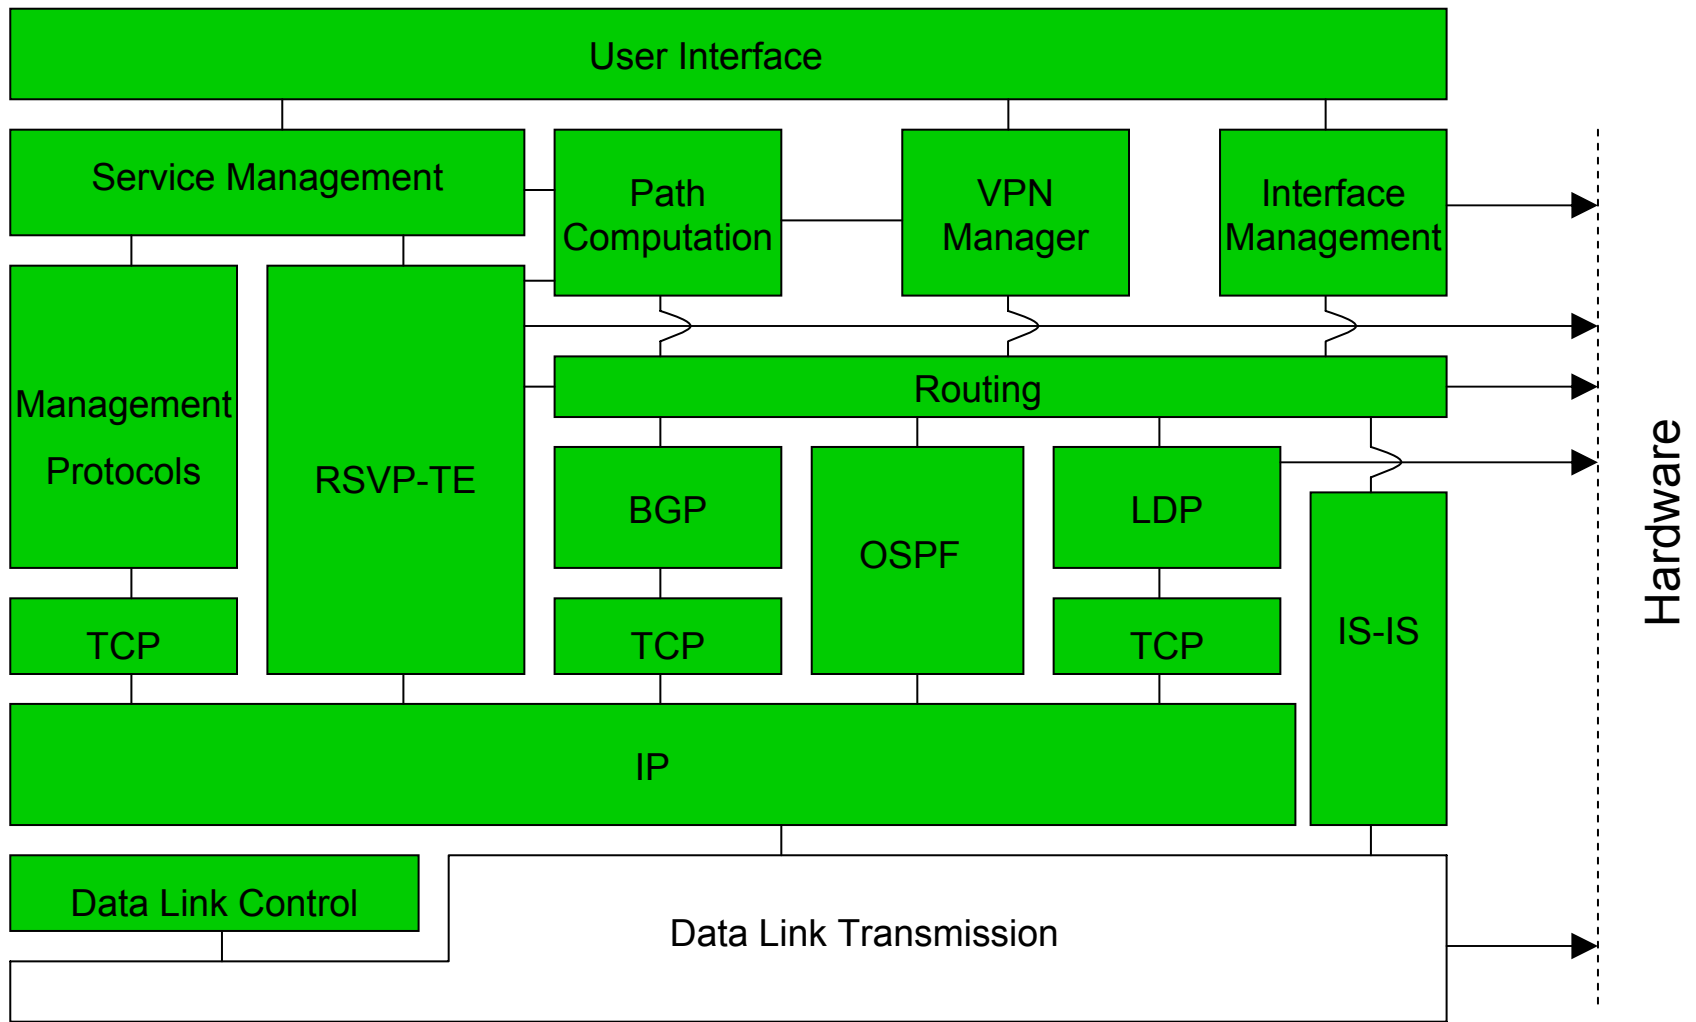 User Interface
Service Management
Path
Computation
VPN
Manager
Interface
Management
Management
Protocols
RSVP-TE
Routing
BGP
OSPF
LDP
IS-IS
TCP
TCP
TCP
IP
Data Link Control
Data Link Transmission
Hardware